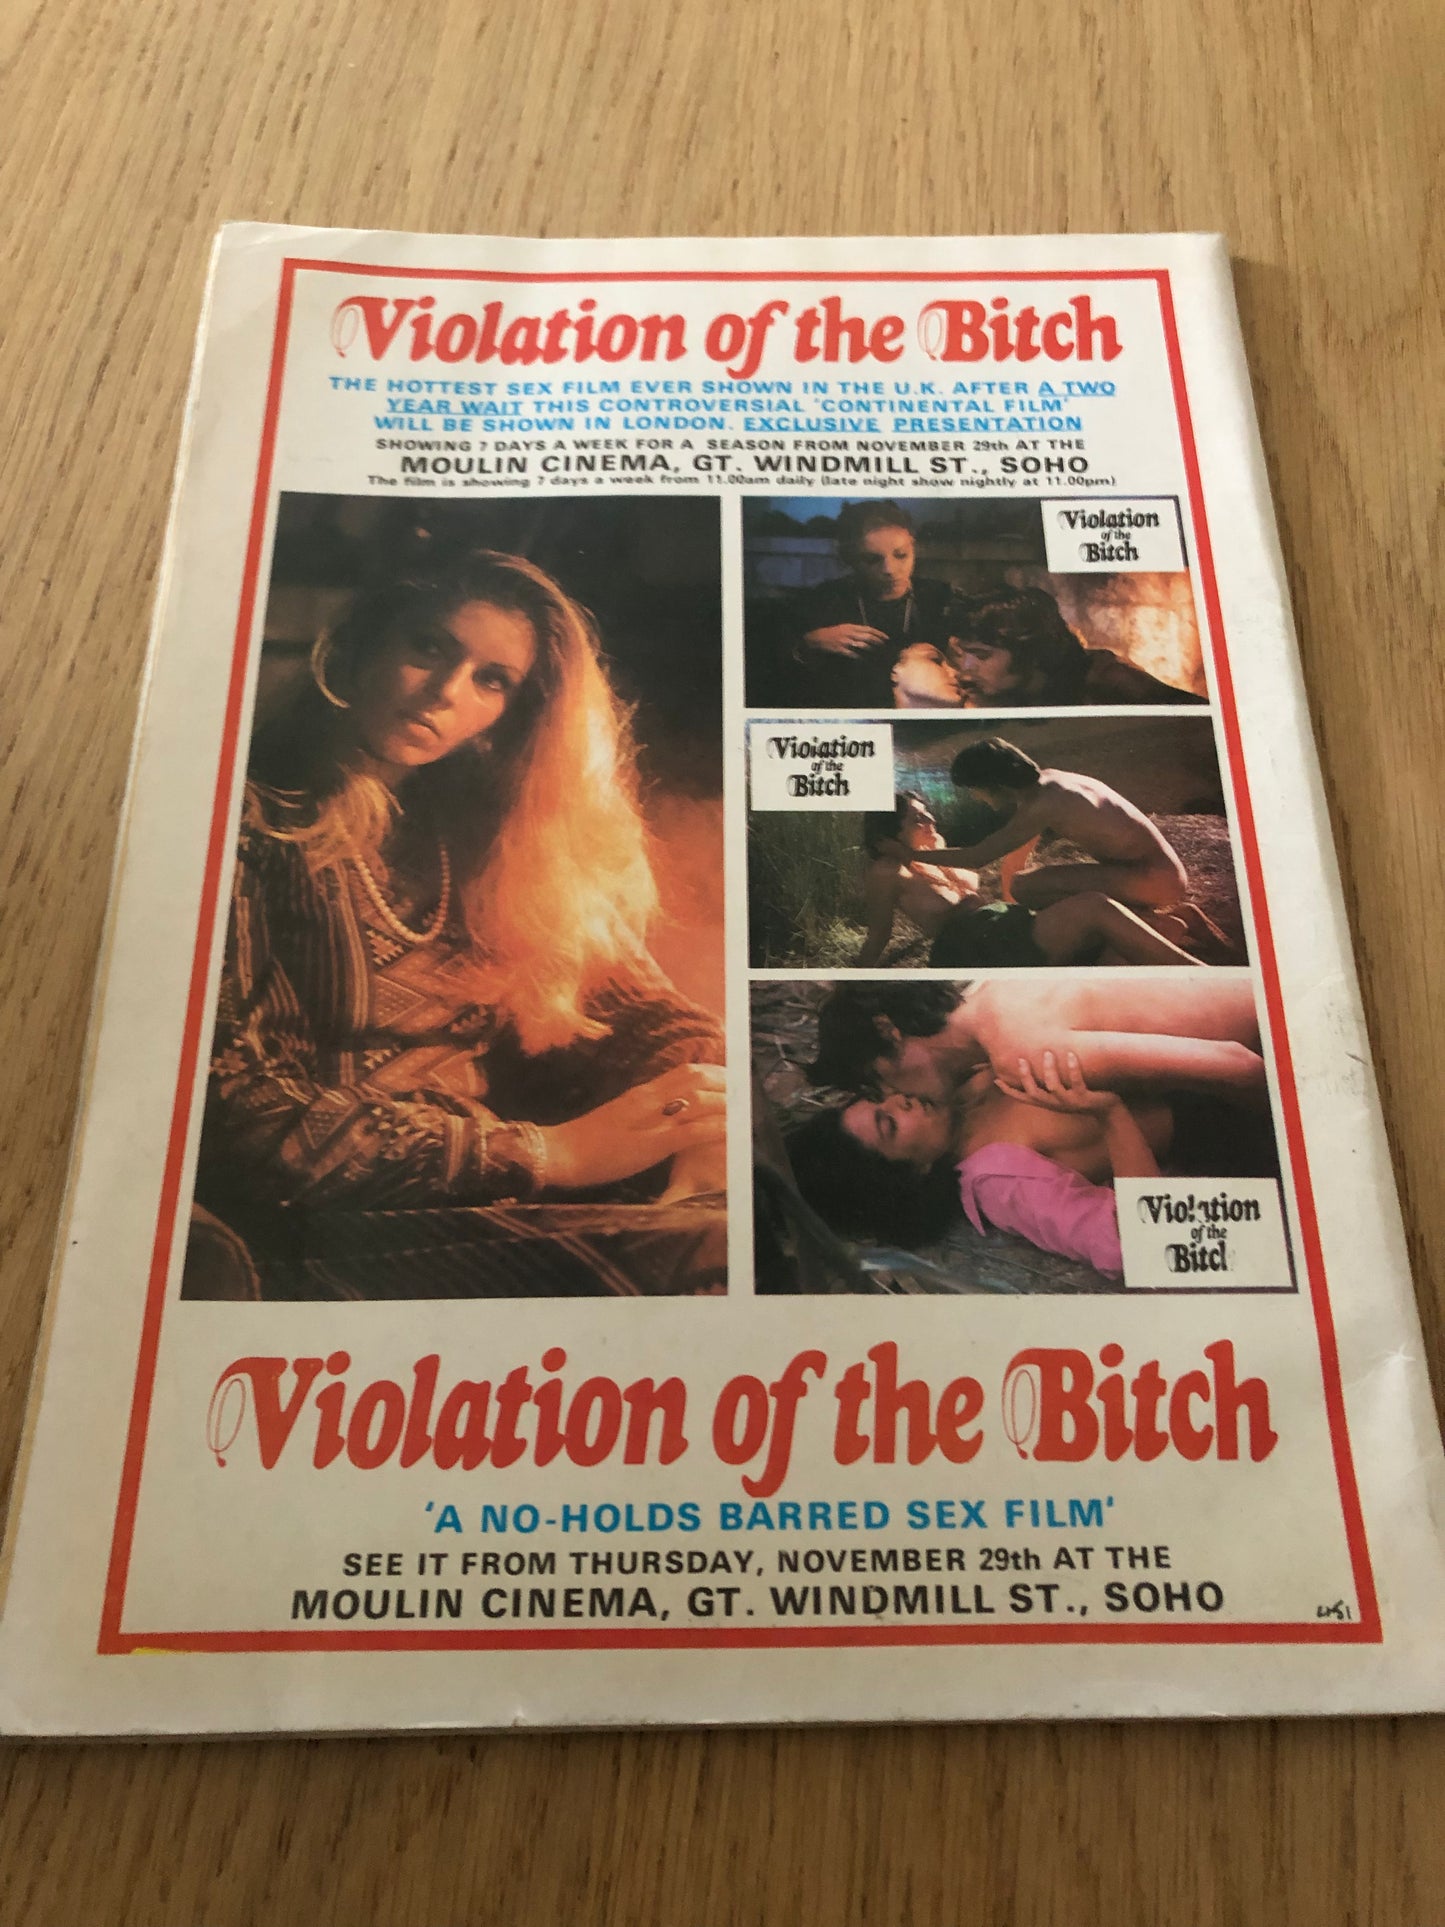 Violation of the Bitch
THE HOTTEST SEX FILM EVER SHOWN IN THE U.K. AFTER A TWO
YEAR WAIT THIS CONTROVERSIAL 'CONTINENTAL FILM'
WILL BE SHOWN IN LONDON. EXCLUSIVE PRESENTATION
SHOWING 7 DAYS A WEEK FOR A SEASON FROM NOVEMBER 29th AT THE
MOULIN CINEMA, GT. WINDMILL ST., SOHO
The film is showing 7 days a week from 11.00am daily (late night show nightly at 11.00pm)
Violation
of the
Bitch
Violation
of the
Bitch
Violation
of the
Bitch
Violation of the Bitch
'A NO-HOLDS BARRED SEX FILM'
SEE IT FROM THURSDAY, NOVEMBER 29th AT THE
MOULIN CINEMA, GT. WINDMILL ST., SOHO